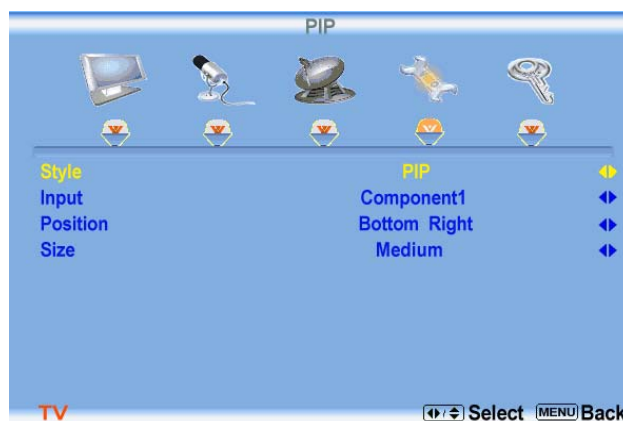 PIP
Style PIP
Input Component1
Position Bottom Right
Size Medium
TV Select MENU Back